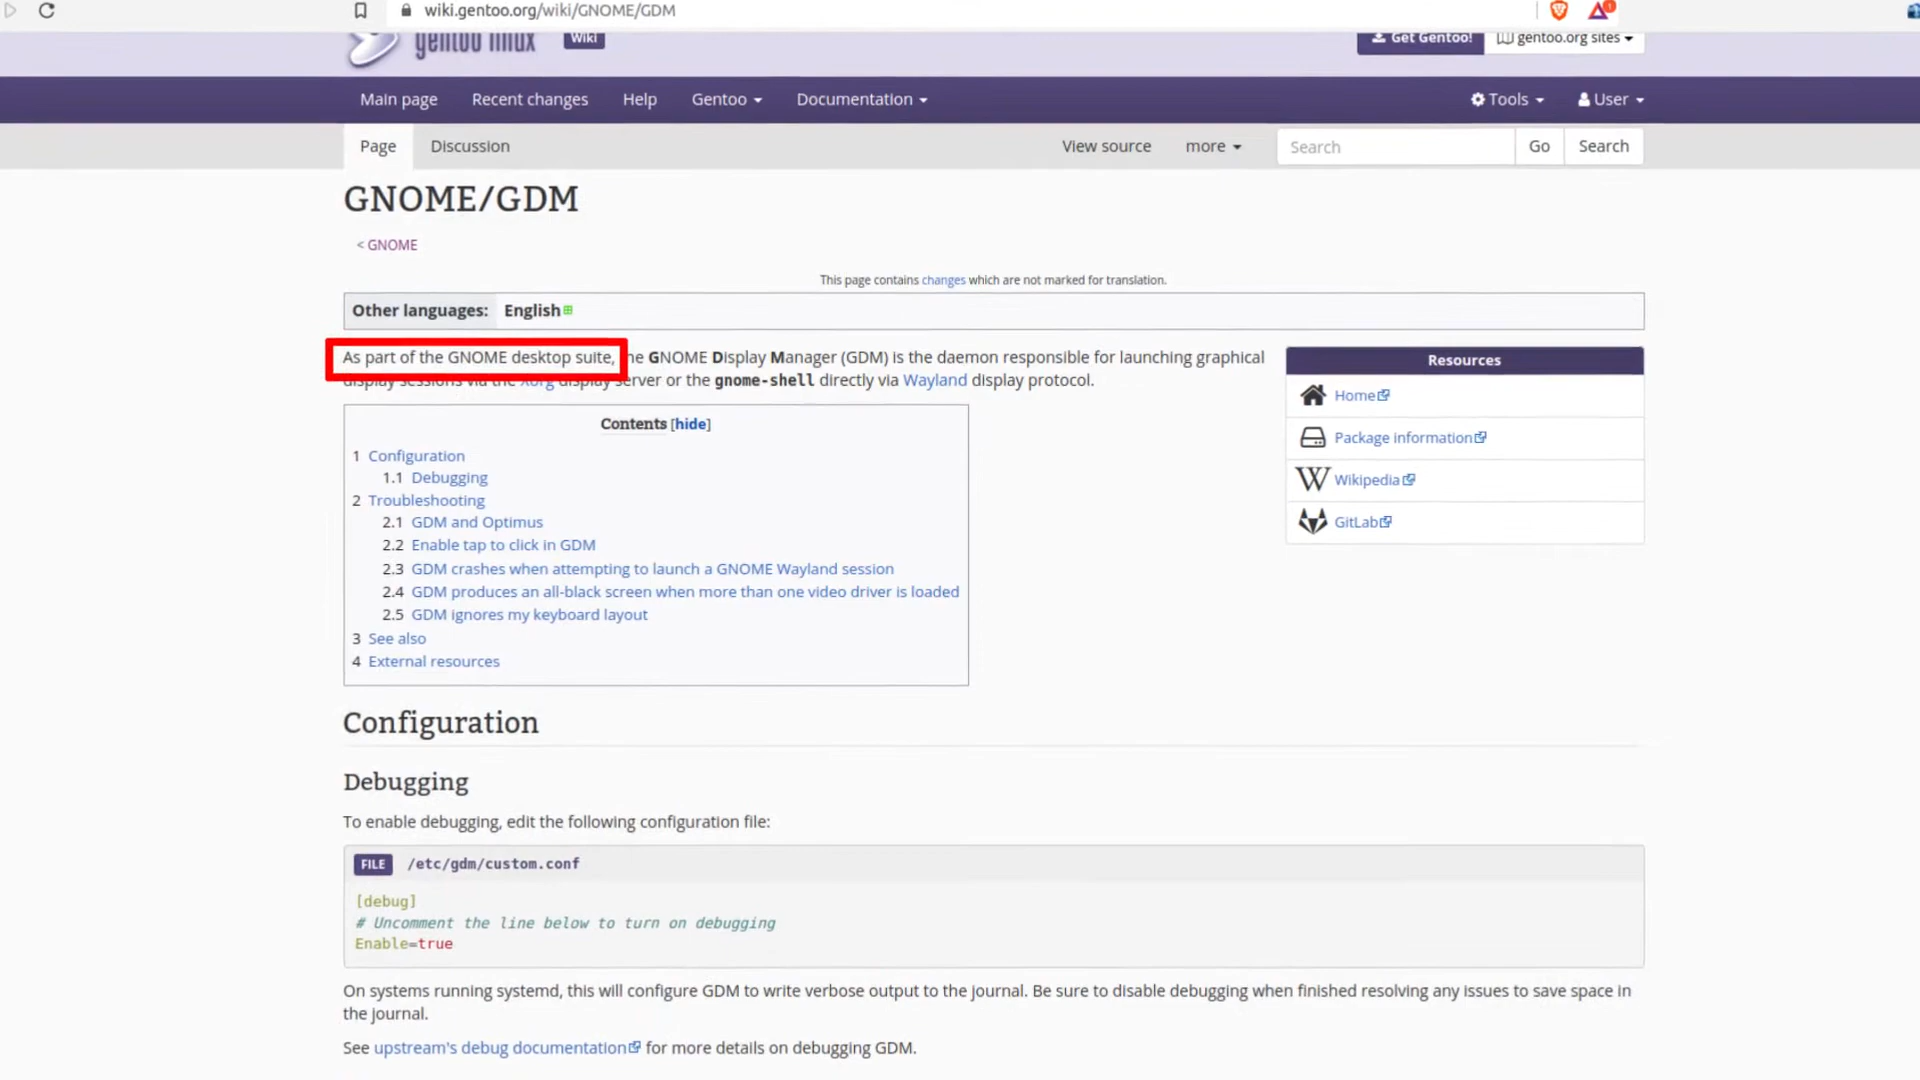 wiki.gentoo.org/wiki/GNOME/GDM
gentoo linux
Wiki
Get Gentoo!
gentoo.org sites
Main page
Recent changes
Help
Gentoo
Documentation
Tools
User
Page
Discussion
View source
more
Search
Go
Search
GNOME/GDM
< GNOME
This page contains changes which are not marked for translation.
Other languages: English
As part of the GNOME desktop suite, he GNOME Display Manager (GDM) is the daemon responsible for launching graphical
display sessions via the Xorg display server or the gnome-shell directly via Wayland display protocol.
Resources
Home
Package information
Wikipedia
GitLab
Contents [hide]
1 Configuration
1.1 Debugging
2 Troubleshooting
2.1 GDM and Optimus
2.2 Enable tap to click in GDM
2.3 GDM crashes when attempting to launch a GNOME Wayland session
2.4 GDM produces an all-black screen when more than one video driver is loaded
2.5 GDM ignores my keyboard layout
3 See also
4 External resources
Configuration
Debugging
To enable debugging, edit the following configuration file:
FILE /etc/gdm/custom.conf
[debug]
# Uncomment the line below to turn on debugging
Enable=true
On systems running systemd, this will configure GDM to write verbose output to the journal. Be sure to disable debugging when finished resolving any issues to save space in
the journal.
See upstream's debug documentation for more details on debugging GDM.